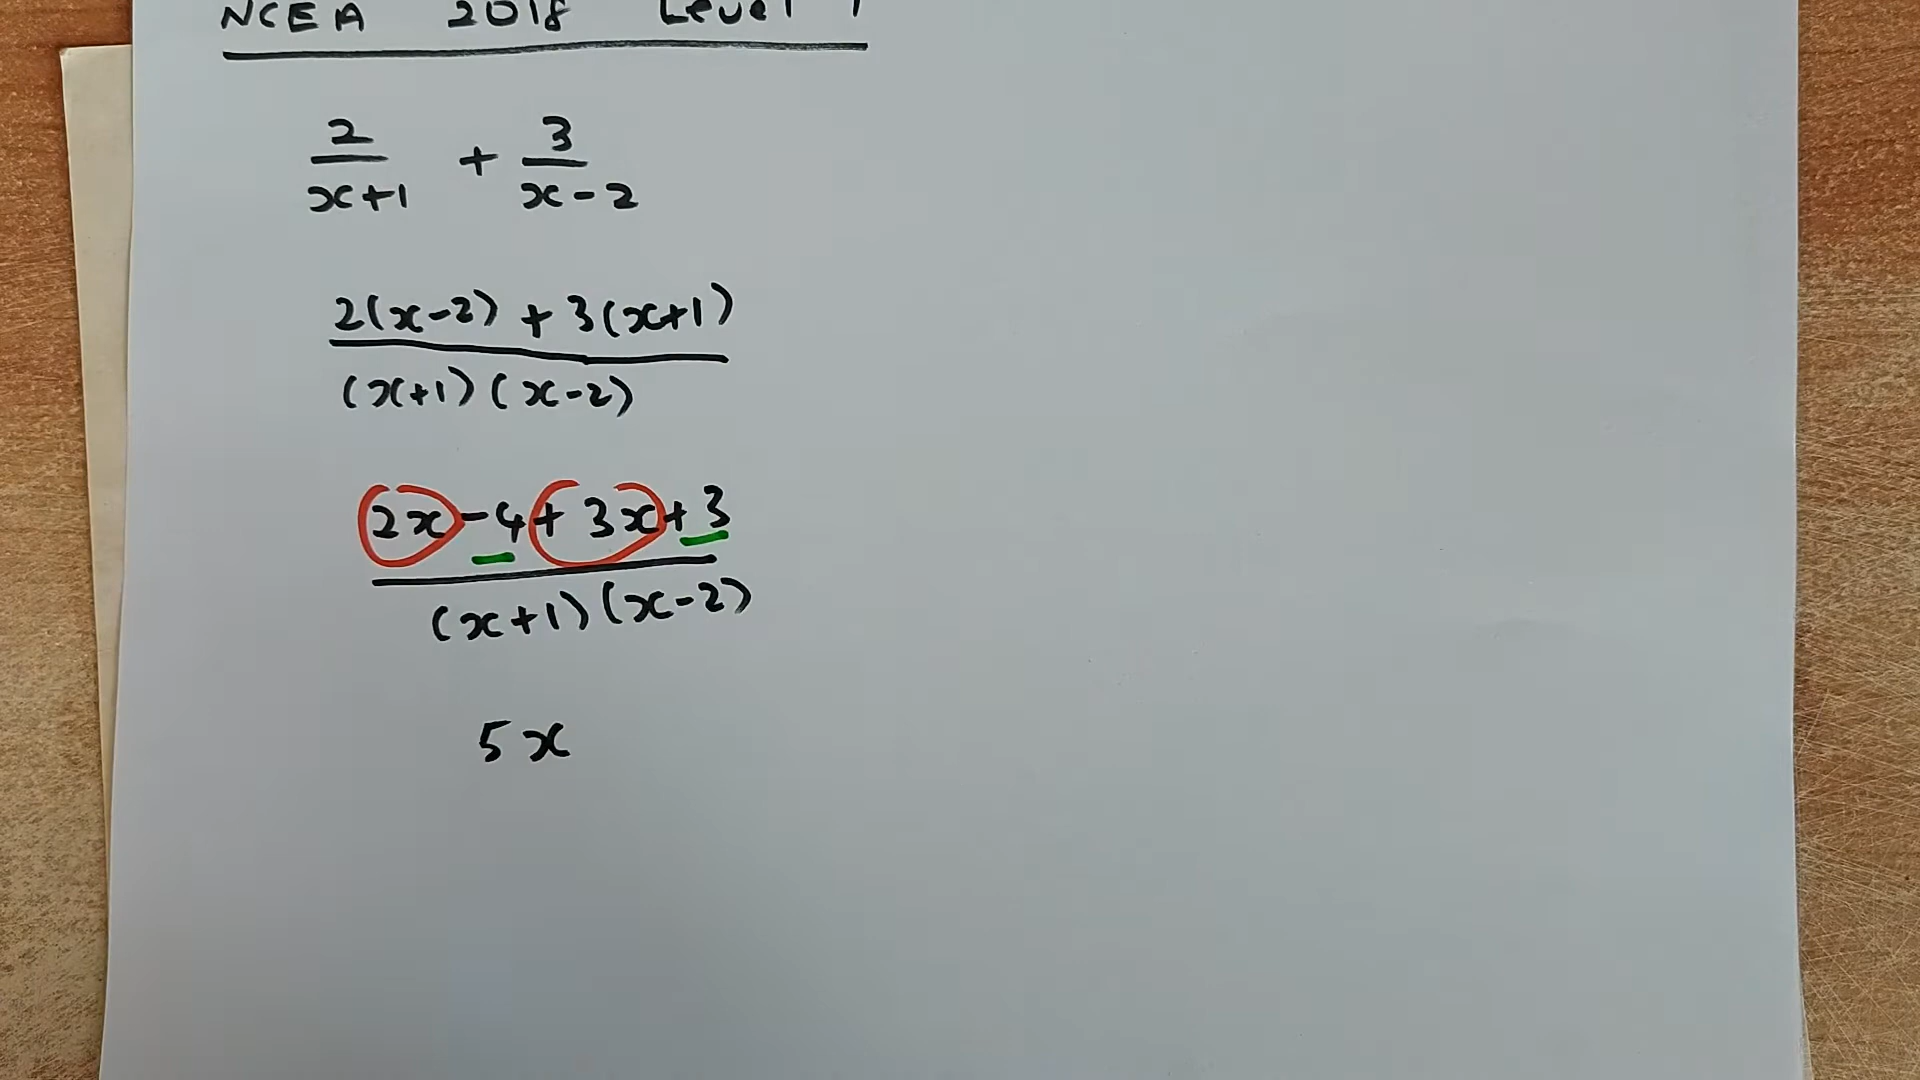 NCEA 2018 Level 1
2/(x+1) + 3/(x-2)
2(x-2) + 3(x+1)
(x+1)(x-2)
2x-4+3x+3
(x+1)(x-2)
5x